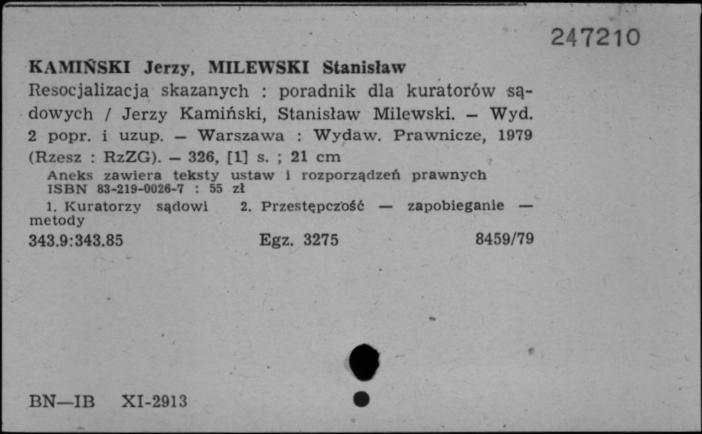 247210
KAMIŃSKI Jerzy, MILEWSKI Stanisław
Resocjalizacja skazanych : poradnik dla kuratorów są-
dowych / Jerzy Kamiński, Stanisław Milewski. — Wyd.
2 popr. i uzup. — Warszawa : Wydaw. Prawnicze, 1979
(Rzesz : RzZG). — 326, [1] s. ; 21 cm
Aneks zawiera teksty ustaw i rozporządzeń prawnych
ISBN 83-219-0026-7 : 55 zł
1. Kuratorzy sądowi 2. Przestępczość — zapobieganie —
metody
343.9:343.85 Egz. 3275 8459/79
BN—IB XI-2913